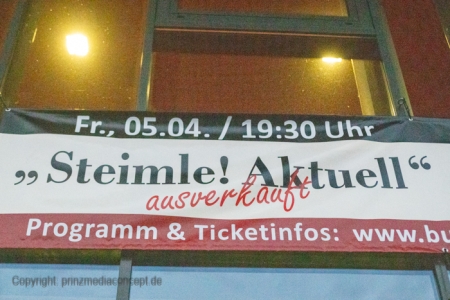 Fr., 05.04. / 19:30 Uhr
„Steimle! Aktuell“
ausverkauft
Programm & Ticketinfos: www.bu
Copyright prinzmediaconcept.de